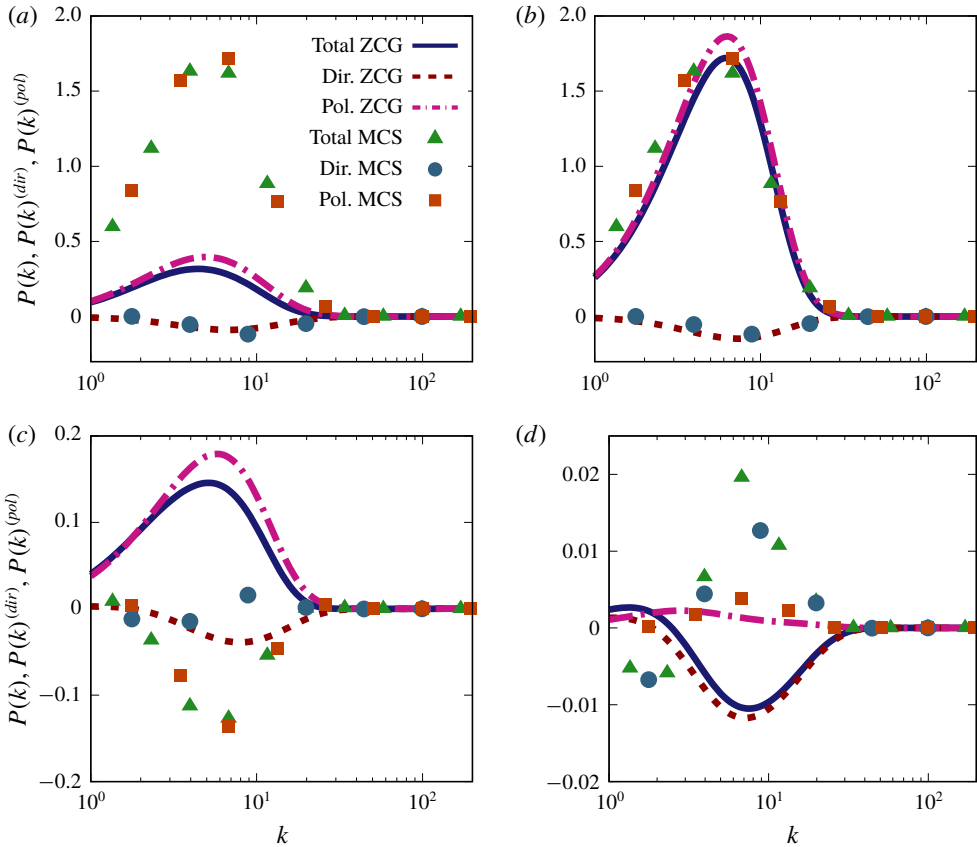 (a)
(b)
P(k), P(k)^(dir), P(k)^(pol)
2.0
1.5
1.0
0.5
0
Total ZCG
Dir. ZCG
Pol. ZCG
Total MCS
Dir. MCS
Pol. MCS
10^0
10^1
10^2
2.0
1.5
1.0
0.5
0
10^0
10^1
10^2
(c)
(d)
P(k), P(k)^(dir), P(k)^(pol)
0.2
0.1
0
−0.1
−0.2
10^0
10^1
10^2
k
0.02
0.01
0
−0.01
−0.02
10^0
10^1
10^2
k